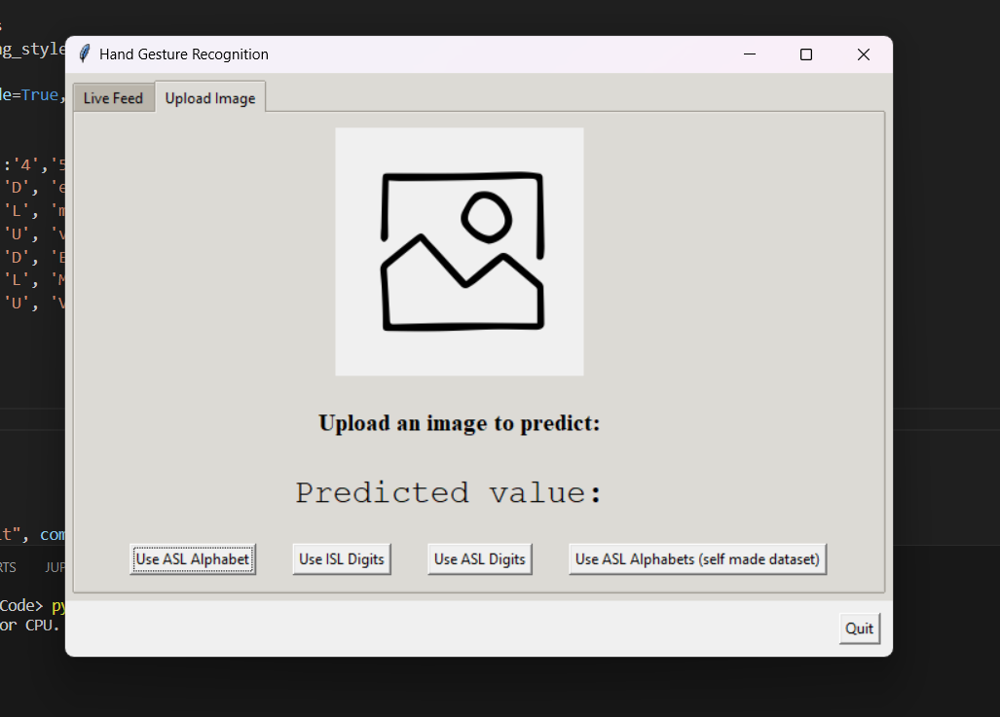 ng_style
Hand Gesture Recognition
Live Feed
Upload Image
de=True,
:'4','5
'D', 'e
'L', 'm
'U', 'v
'D', 'E
'L', 'M
'U', 'V
Upload an image to predict:
Predicted value:
it", com
Use ASL Alphabet
Use ISL Digits
Use ASL Digits
Use ASL Alphabets (self made dataset)
RTS JUP
Code> py
or CPU.
Quit